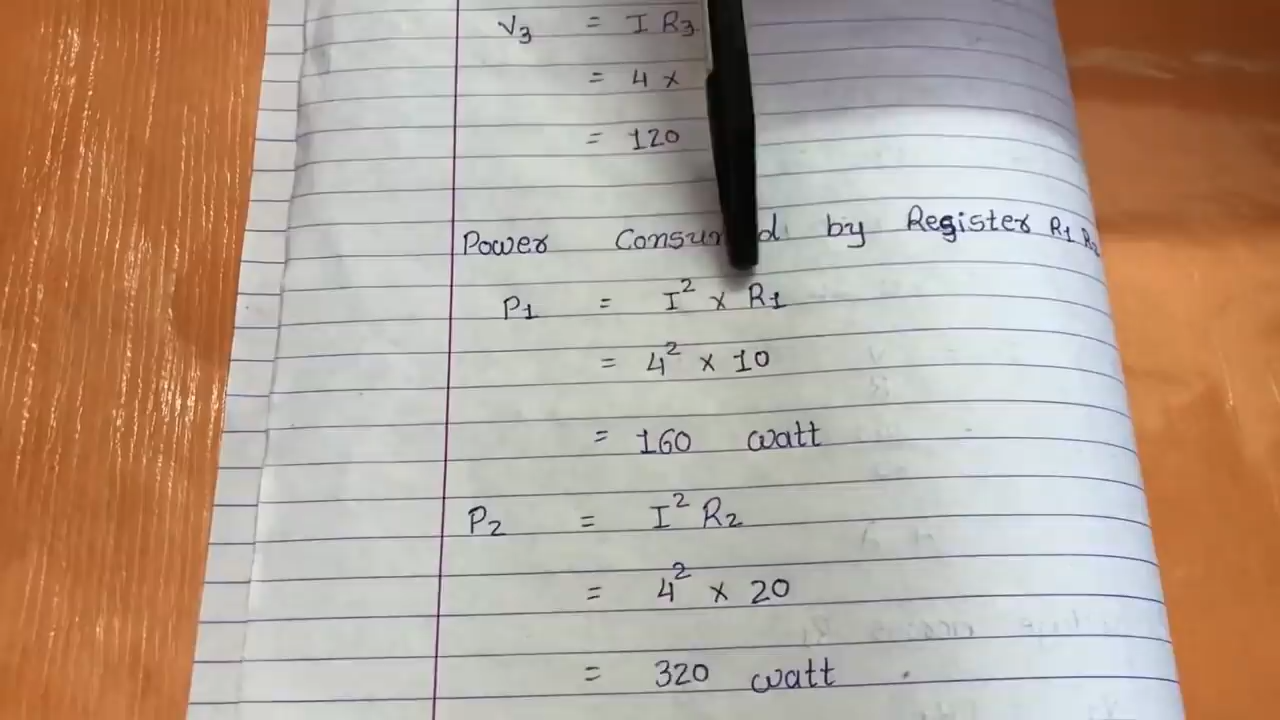 V3 = I R3
= 4 ×
= 120
Power by Register R1 R2
P1 = I² × R1
= 4² × 10
= 160 watt
P2 = I² R2
= 4² × 20
= 320 watt